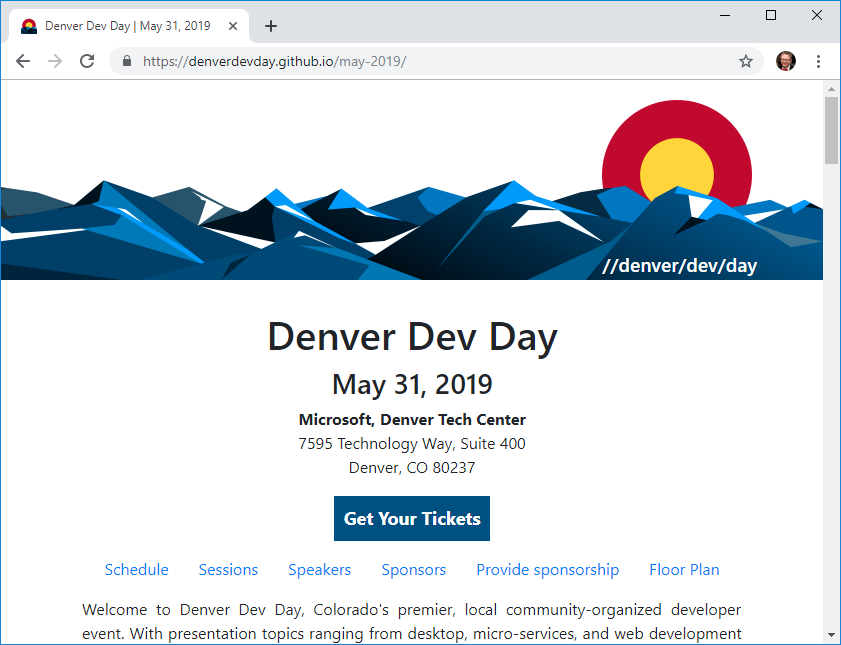 Denver Dev Day | May 31, 2019
https://denverdevday.github.io/may-2019/
//denver/dev/day
Denver Dev Day
May 31, 2019
Microsoft, Denver Tech Center
7595 Technology Way, Suite 400
Denver, CO 80237
Get Your Tickets
Schedule Sessions Speakers Sponsors Provide sponsorship Floor Plan
Welcome to Denver Dev Day, Colorado's premier, local community-organized developer
event. With presentation topics ranging from desktop, micro-services, and web development